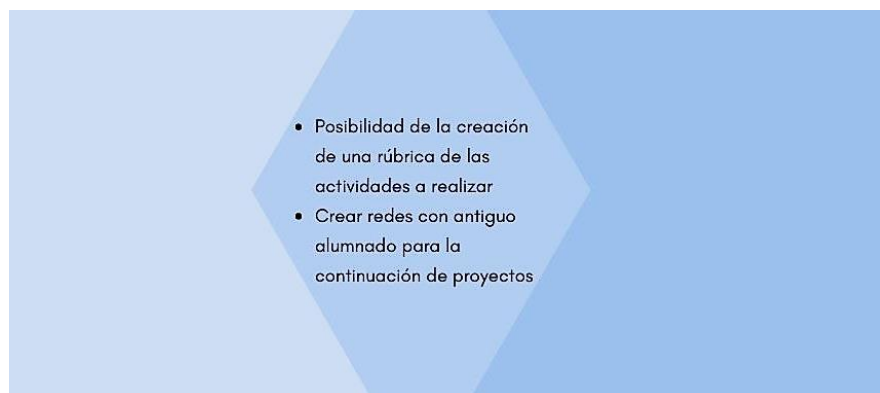 • Posibilidad de la creación
de una rúbrica de las
actividades a realizar
• Crear redes con antiguo
alumnado para la
continuación de proyectos